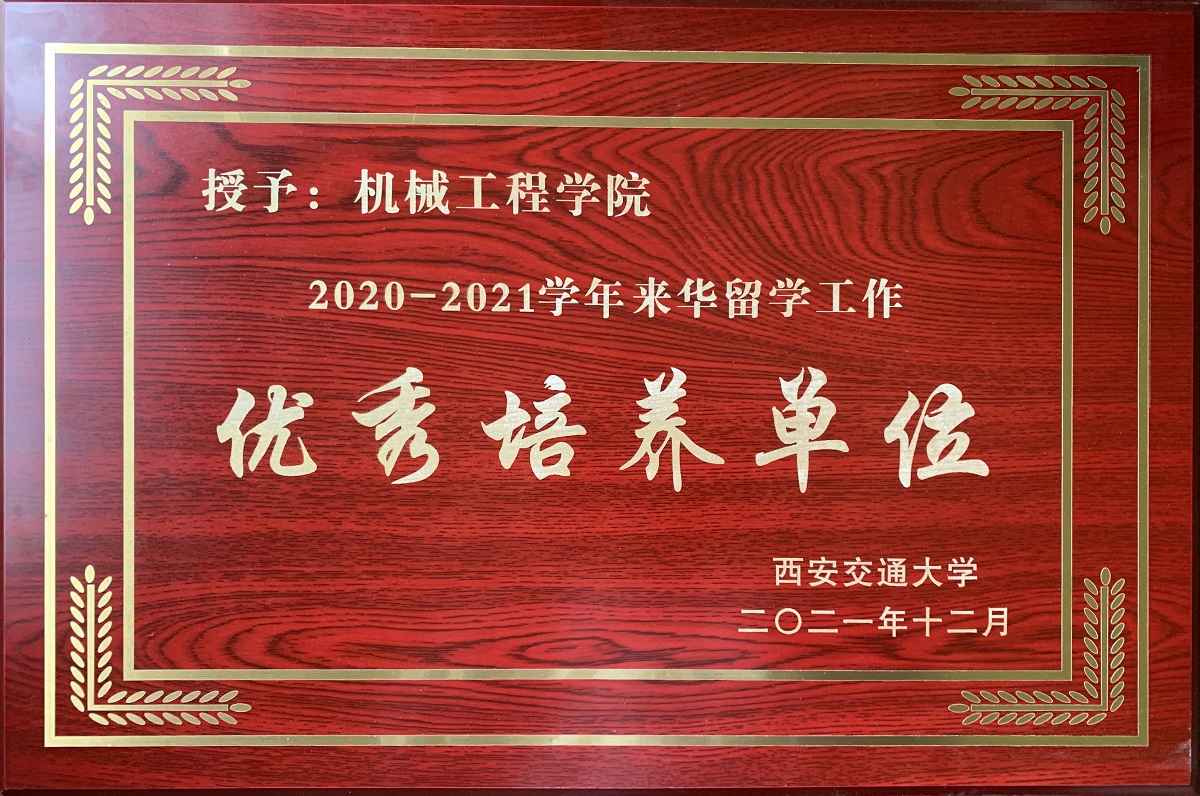 授予：机械工程学院
2020-2021学年来华留学工作
优秀培养单位
西安交通大学
二〇二一年十二月